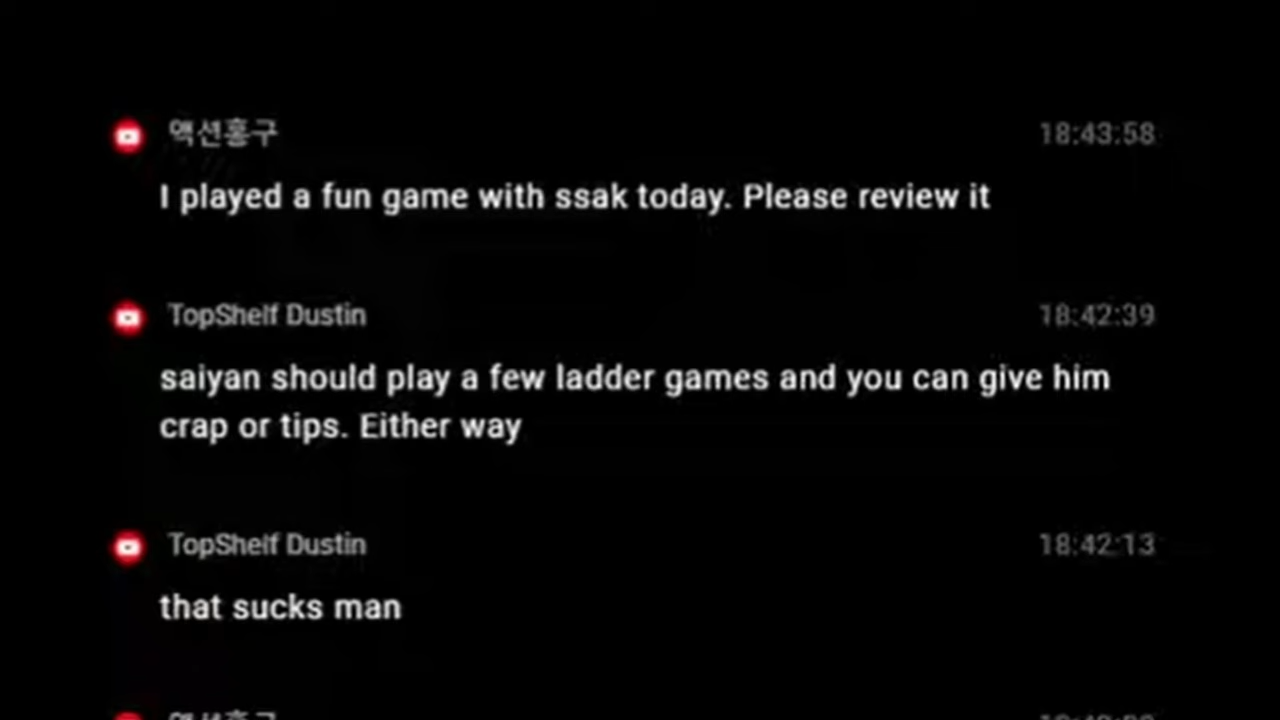 액션홍구
18:43:58
I played a fun game with ssak today. Please review it
TopShelf Dustin
18:42:39
saiyan should play a few ladder games and you can give him
crap or tips. Either way
TopShelf Dustin
18:42:13
that sucks man